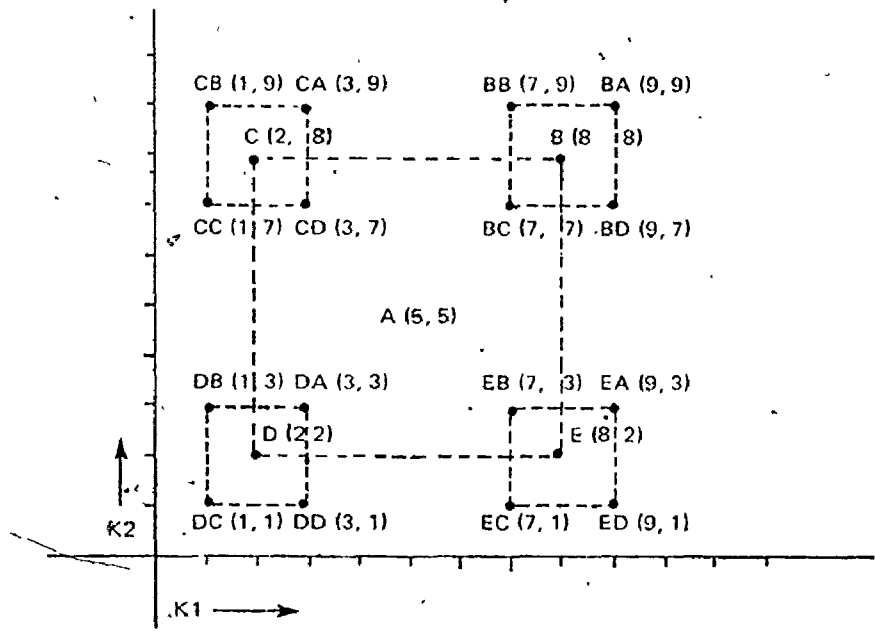 CB (1, 9) CA (3, 9) BB (7, 9) BA (9, 9)
C (2, 8) B (8 8)
CC (1, 7) CD (3, 7) BC (7, 7) BD (9, 7)
A (5, 5)
DB (1, 3) DA (3, 3) EB (7, 3) EA (9, 3)
D (2 2) E (8 2)
DC (1, 1) DD (3, 1) EC (7, 1) ED (9, 1)
K2
K1